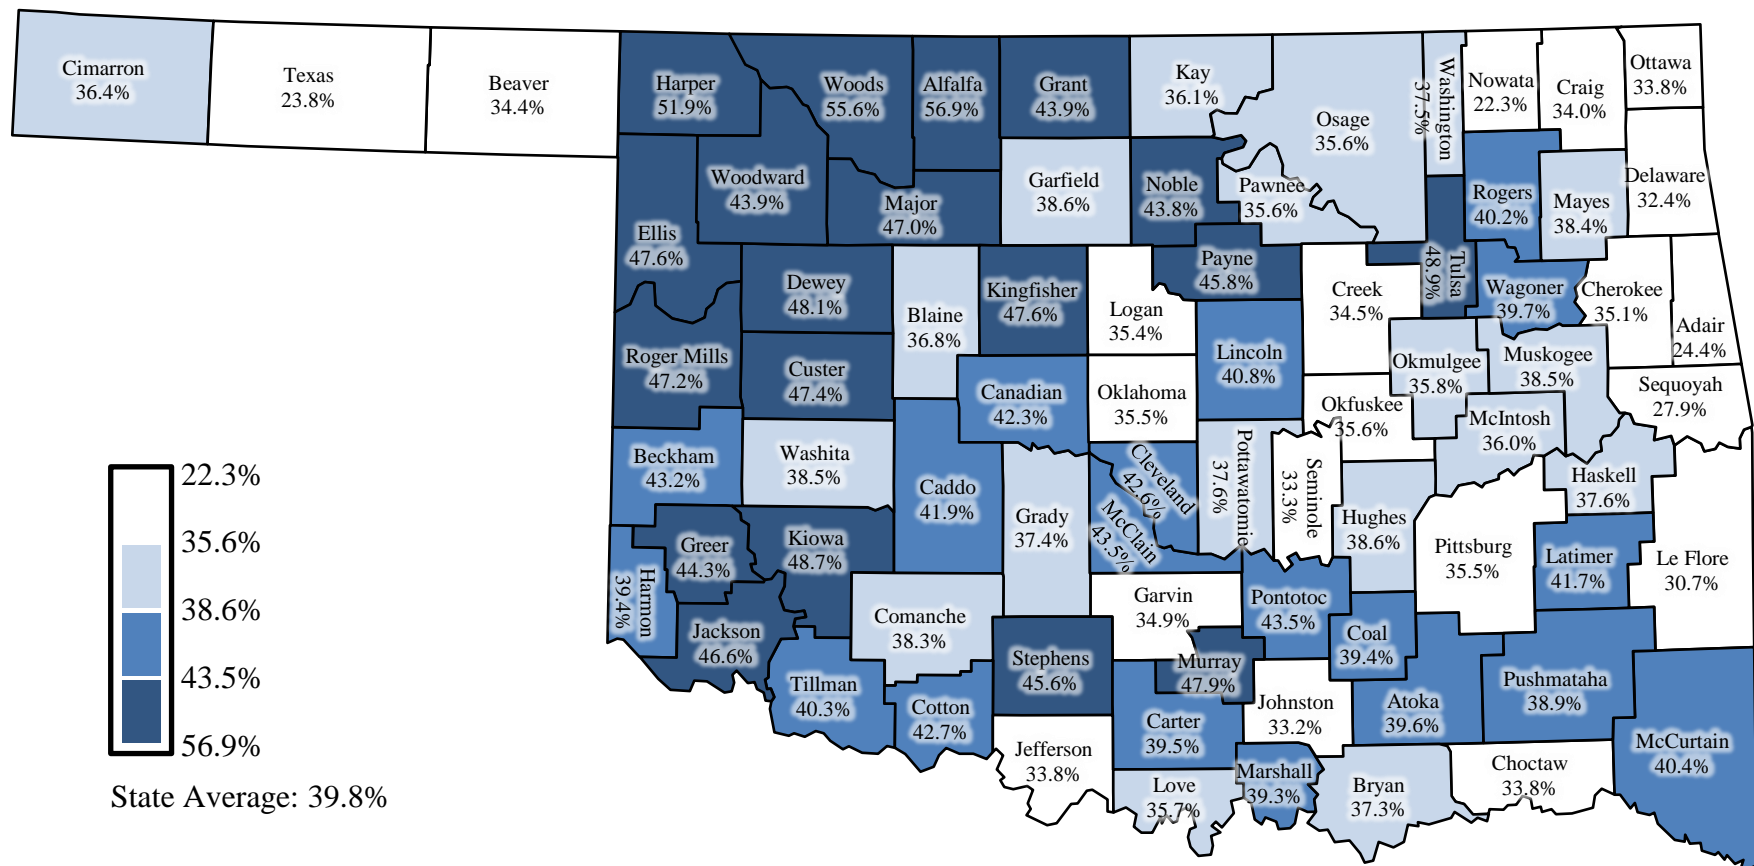 Cimarron
36.4%
Texas
23.8%
Beaver
34.4%
Harper
51.9%
Woods
55.6%
Alfalfa
56.9%
Grant
43.9%
Kay
36.1%
Osage
35.6%
Washington
37.5%
Nowata
22.3%
Craig
34.0%
Ottawa
33.8%
Woodward
43.9%
Major
47.0%
Garfield
38.6%
Noble
43.8%
Pawnee
35.6%
Rogers
40.2%
Mayes
38.4%
Delaware
32.4%
Ellis
47.6%
Dewey
48.1%
Blaine
36.8%
Kingfisher
47.6%
Logan
35.4%
Payne
45.8%
Creek
34.5%
Tulsa
48.9%
Wagoner
39.7%
Cherokee
35.1%
Adair
24.4%
Roger Mills
47.2%
Custer
47.4%
Canadian
42.3%
Oklahoma
35.5%
Lincoln
40.8%
Okmulgee
35.8%
Muskogee
38.5%
Sequoyah
27.9%
Okfuskee
35.6%
McIntosh
36.0%
Beckham
43.2%
Washita
38.5%
Caddo
41.9%
Grady
37.4%
Cleveland
42.6%
McClain
43.5%
Pottawatomie
37.6%
Seminole
33.3%
Hughes
38.6%
Haskell
37.6%
Pittsburg
35.5%
Latimer
41.7%
Le Flore
30.7%
Greer
44.3%
Kiowa
48.7%
Harmon
39.4%
Jackson
46.6%
Comanche
38.3%
Garvin
34.9%
Pontotoc
43.5%
Coal
39.4%
Stephens
45.6%
Murray
47.9%
Tillman
40.3%
Cotton
42.7%
Carter
39.5%
Johnston
33.2%
Atoka
39.6%
Pushmataha
38.9%
McCurtain
40.4%
Jefferson
33.8%
Love
35.7%
Marshall
39.3%
Bryan
37.3%
Choctaw
33.8%
22.3%
35.6%
38.6%
43.5%
56.9%
State Average: 39.8%